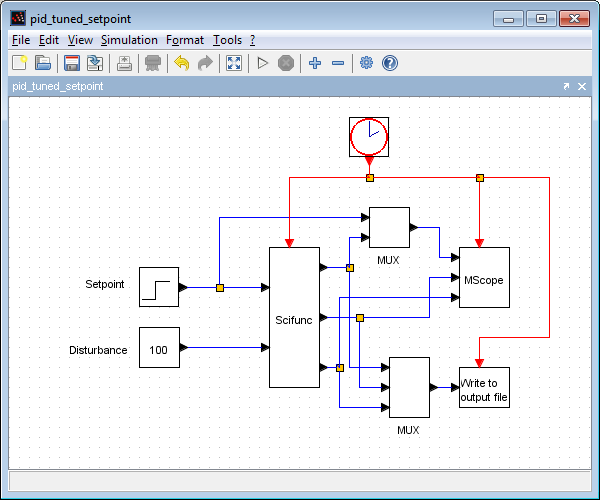 pid_tuned_setpoint
File Edit View Simulation Format Tools ?
pid_tuned_setpoint
MUX
Setpoint
MScope
Scifunc
Disturbance
100
Write to
output file
MUX